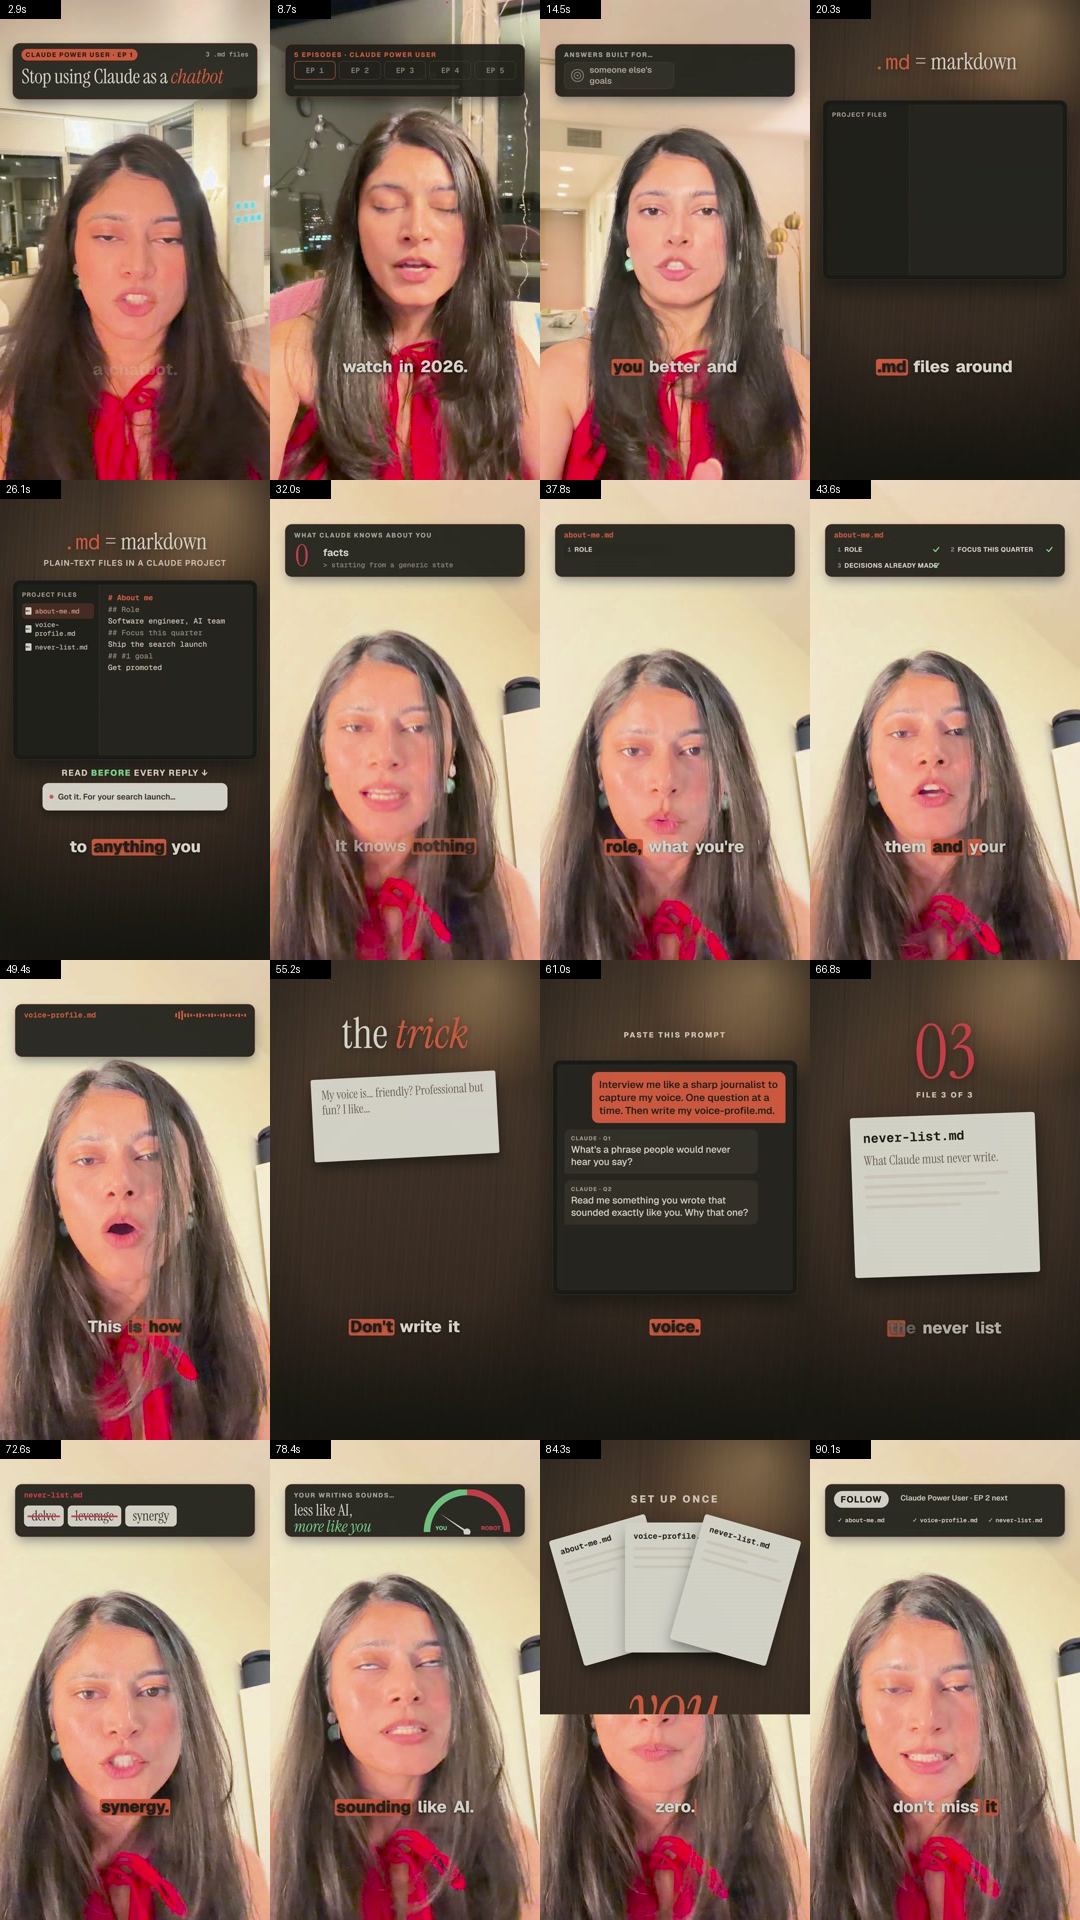 2.9s
CLAUDE POWER USER · EP 1
3 .md files
Stop using Claude as a chatbot
a chatbot.
8.7s
5 EPISODES · CLAUDE POWER USER
EP 1
EP 2
EP 3
EP 4
EP 5
watch in 2026.
14.5s
ANSWERS BUILT FOR...
someone else's
goals
you better and
20.3s
.md = markdown
PROJECT FILES
.md files around
26.1s
.md = markdown
PLAIN-TEXT FILES IN A CLAUDE PROJECT
PROJECT FILES
about-me.md
voice-
profile.md
never-list.md
# About me
## Role
Software engineer, AI team
## Focus this quarter
Ship the search launch
## #1 goal
Get promoted
READ BEFORE EVERY REPLY ↓
Got it. For your search launch...
to anything you
32.0s
WHAT CLAUDE KNOWS ABOUT YOU
0 facts
> starting from a generic state
It knows nothing
37.8s
about-me.md
1 ROLE
role, what you're
43.6s
about-me.md
1 ROLE ✓
2 FOCUS THIS QUARTER ✓
3 DECISIONS ALREADY MADE
them and your
49.4s
voice-profile.md
This is how
55.2s
the trick
My voice is... friendly? Professional but
fun? I like...
Don't write it
61.0s
PASTE THIS PROMPT
Interview me like a sharp journalist to
capture my voice. One question at a
time. Then write my voice-profile.md.
CLAUDE · Q1
What's a phrase people would never
hear you say?
CLAUDE · Q2
Read me something you wrote that
sounded exactly like you. Why that one?
voice.
66.8s
03
FILE 3 OF 3
never-list.md
What Claude must never write.
the never list
72.6s
never-list.md
delve
leverage
synergy
synergy.
78.4s
YOUR WRITING SOUNDS...
less like AI,
more like you
YOU
ROBOT
sounding like AI.
84.3s
SET UP ONCE
about-me.md
voice-profile.
never-list.md
you
zero.
90.1s
FOLLOW
Claude Power User · EP 2 next
✓ about-me.md
✓ voice-profile.md
✓ never-list.md
don't miss it